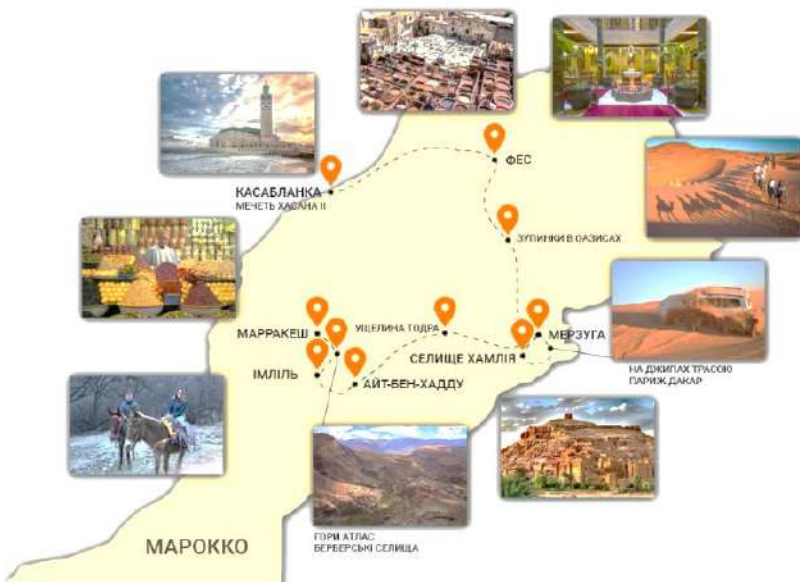 ФЕС
КАСАБЛАНКА
МЕЧЕТЬ ХАСАНА ІІ
ЗУПИНКИ В ОАЗИСАХ
МАРРАКЕШ
УЩЕЛИНА ТОДРА
МЕРЗУГА
СЕЛИЩЕ ХАМЛІЯ
ІМЛІЛЬ
АЙТ-БЕН-ХАДДУ
НА ДЖИПАХ ТРАСОЮ
ПАРИЖ-ДАКАР
ГОРИ АТЛАС
БЕРБЕРСЬКІ СЕЛИЩА
МАРОККО